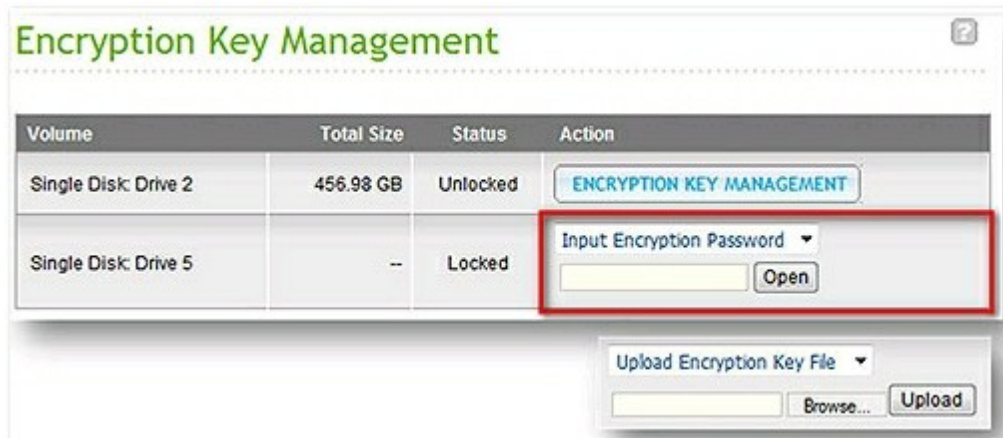 Encryption Key Management
?
Volume Total Size Status Action
Single Disk: Drive 2 456.98 GB Unlocked ENCRYPTION KEY MANAGEMENT
Single Disk: Drive 5 -- Locked Input Encryption Password
Open
Upload Encryption Key File
Browse... Upload